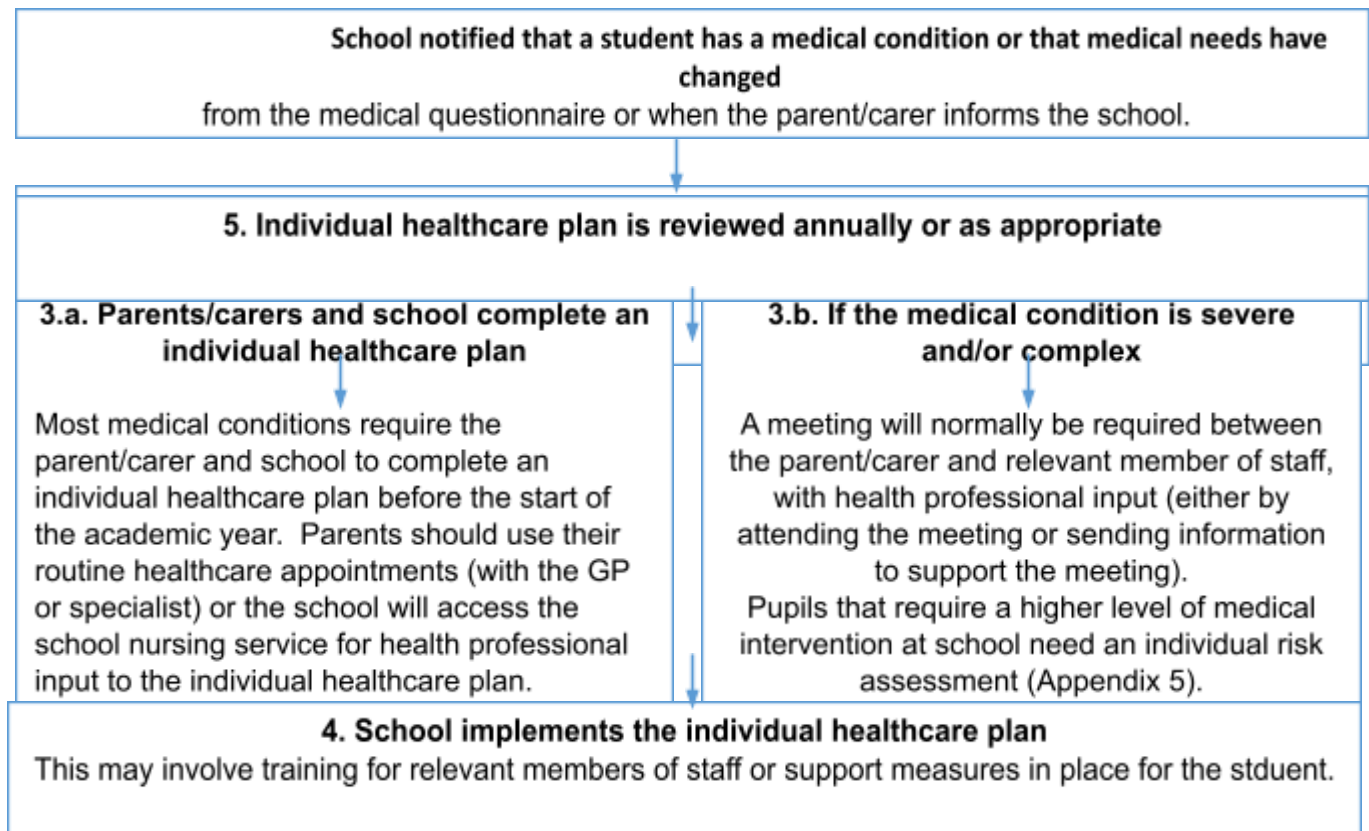 School notified that a student has a medical condition or that medical needs have
changed
from the medical questionnaire or when the parent/carer informs the school.
5. Individual healthcare plan is reviewed annually or as appropriate
3.a. Parents/carers and school complete an
individual healthcare plan
Most medical conditions require the
parent/carer and school to complete an
individual healthcare plan before the start of
the academic year.  Parents should use their
routine healthcare appointments (with the GP
or specialist) or the school will access the
school nursing service for health professional
input to the individual healthcare plan.
3.b. If the medical condition is severe
and/or complex
A meeting will normally be required between
the parent/carer and relevant member of staff,
with health professional input (either by
attending the meeting or sending information
to support the meeting).
Pupils that require a higher level of medical
intervention at school need an individual risk
assessment (Appendix 5).
4. School implements the individual healthcare plan
This may involve training for relevant members of staff or support measures in place for the stduent.